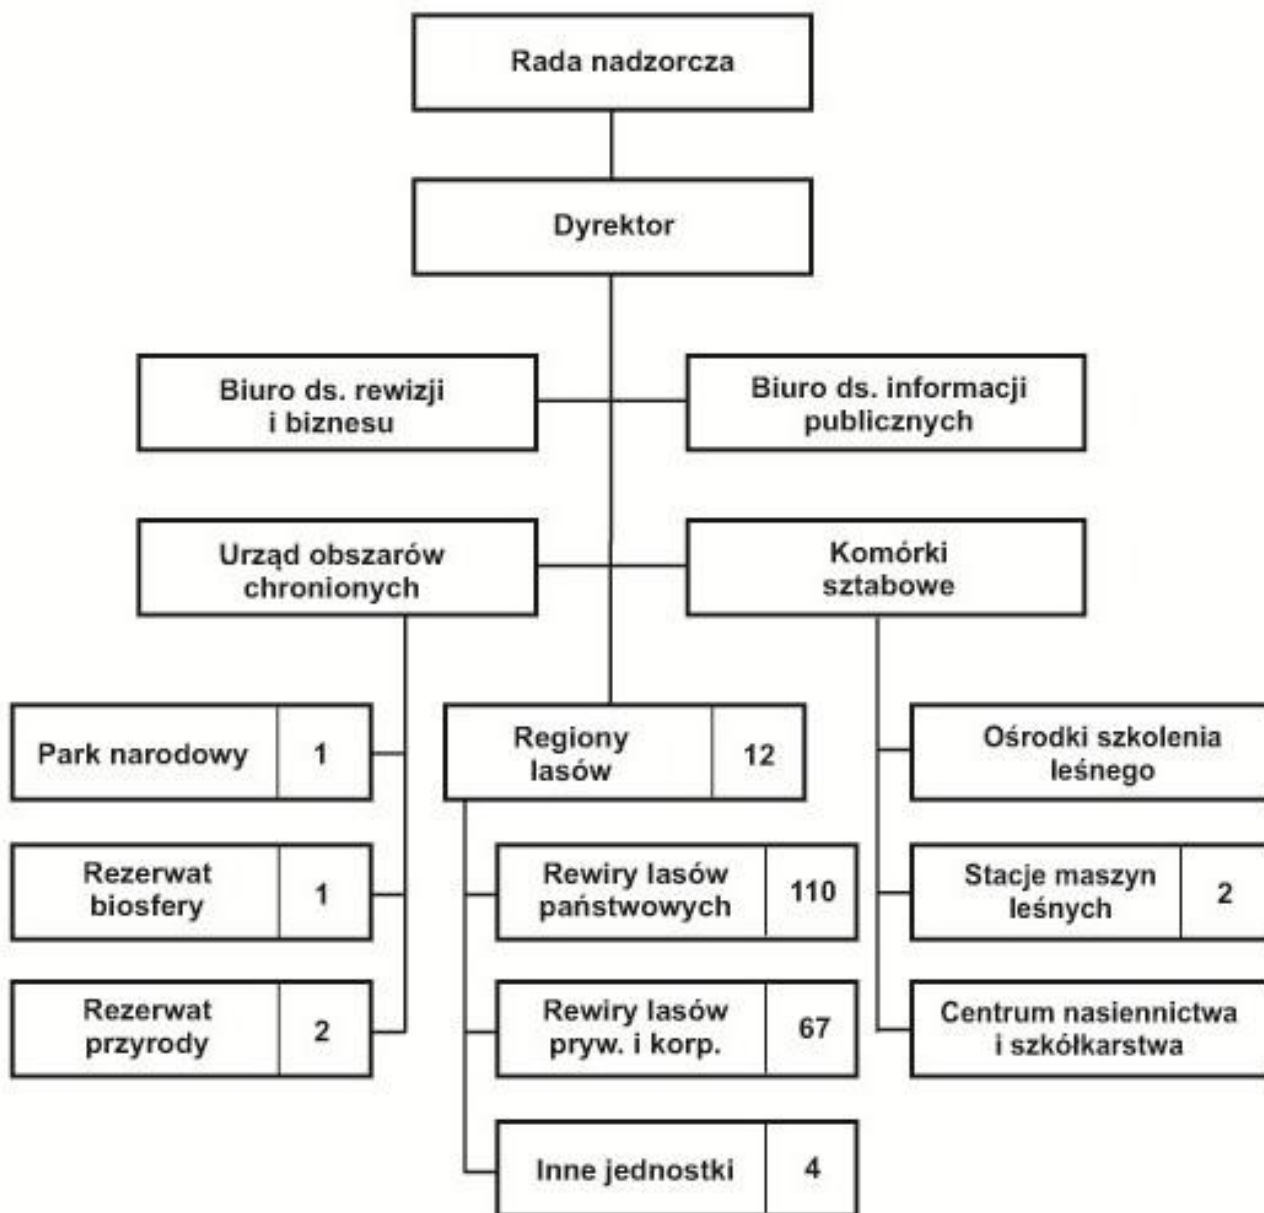 Rada nadzorcza
Dyrektor
Biuro ds. rewizji
i biznesu
Biuro ds. informacji
publicznych
Urząd obszarów
chronionych
Komórki
sztabowe
Park narodowy
1
Regiony
lasów
12
Ośrodki szkolenia
leśnego
Rezerwat
biosfery
1
Rewiry lasów
państwowych
110
Stacje maszyn
leśnych
2
Rezerwat
przyrody
2
Rewiry lasów
pryw. i korp.
67
Centrum nasiennictwa
i szkółkarstwa
Inne jednostki
4